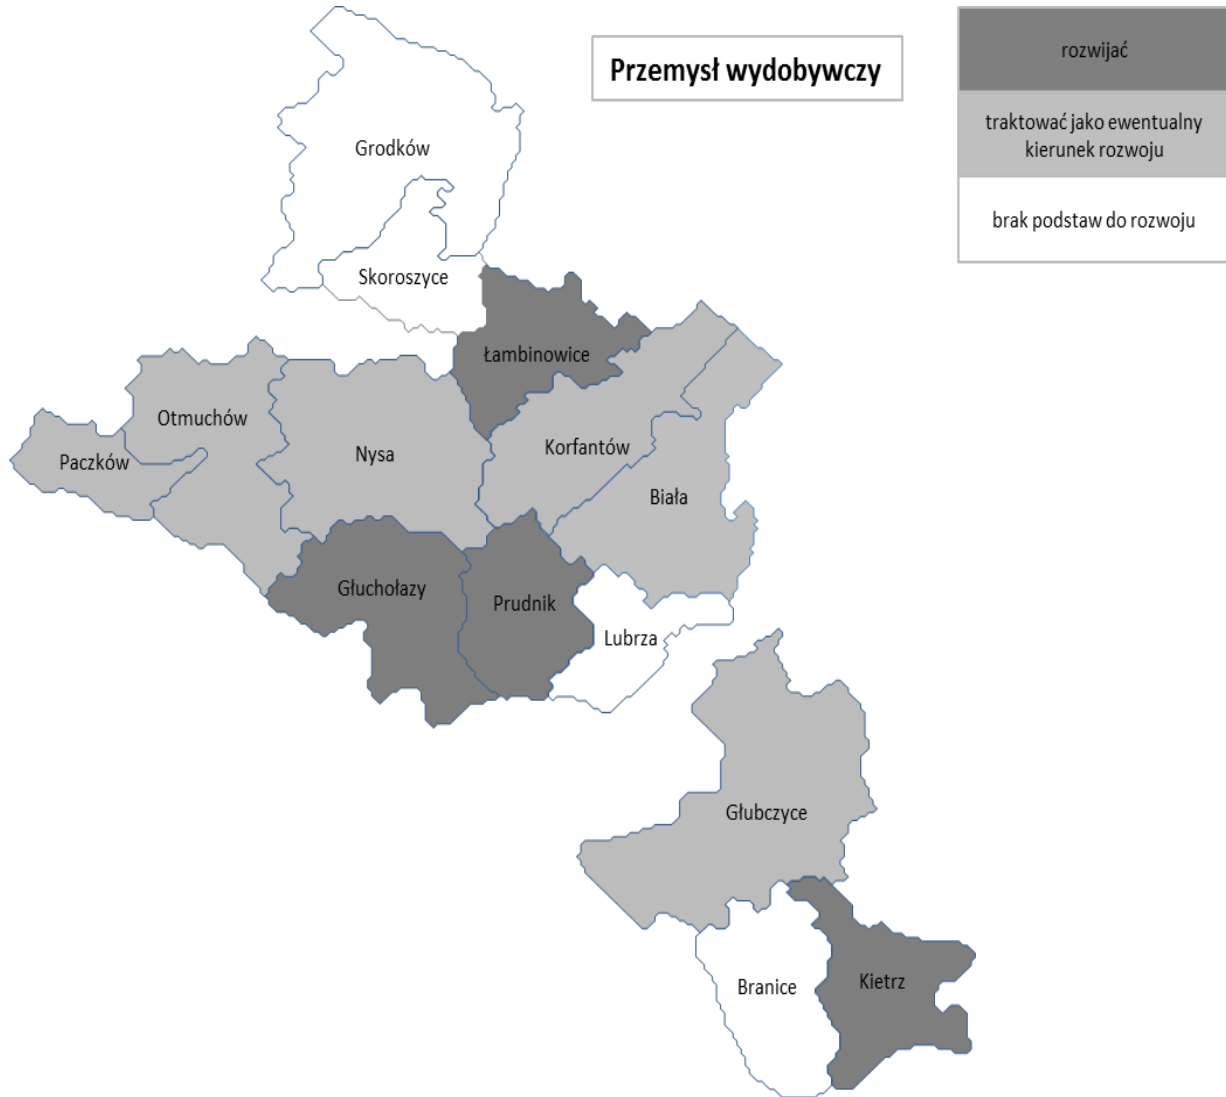 Przemysł wydobywczy
rozwijać
traktować jako ewentualny
kierunek rozwoju
brak podstaw do rozwoju
Grodków
Skoroszyce
Łambinowice
Otmuchów
Paczków
Nysa
Korfantów
Biała
Głuchołazy
Prudnik
Lubrza
Głubczyce
Branice
Kietrz